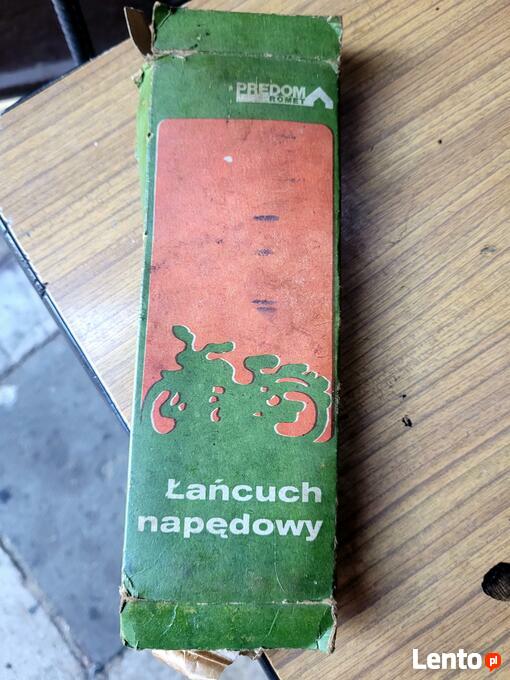 PREDOM
ROMET
Łańcuch
napędowy
Lento.pl